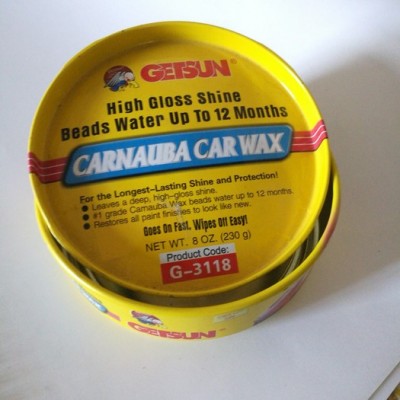 GETSUN®
High Gloss Shine
Beads Water Up To 12 Months
CARNAUBA CAR WAX
For the Longest-Lasting Shine and Protection!
● Leaves a deep, high-gloss shine.
● #1 grade Carnauba Wax beads water up to 12 months.
● Restores all paint finishes to look like new.
Goes On Fast, Wipes Off Easy!
NET WT. 8 OZ. (230 g)
Product Code:
G-3118
GETSUN